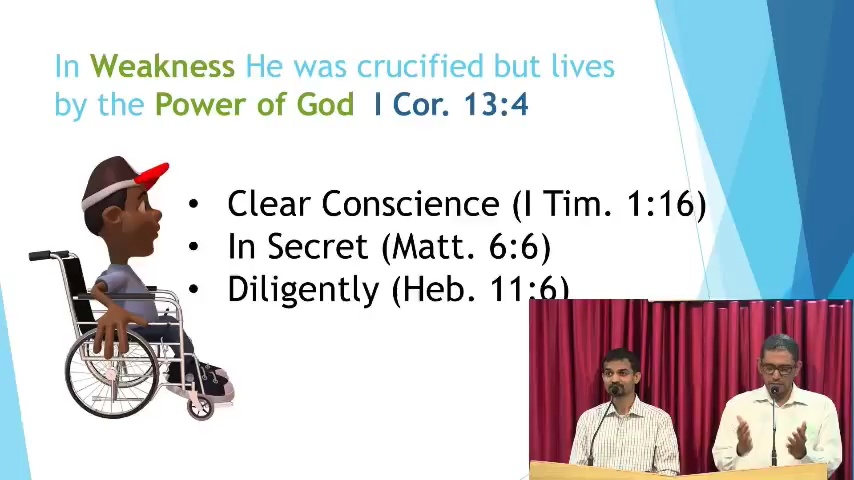 In Weakness He was crucified but lives
by the Power of God I Cor. 13:4
• Clear Conscience (I Tim. 1:16)
• In Secret (Matt. 6:6)
• Diligently (Heb. 11:6)